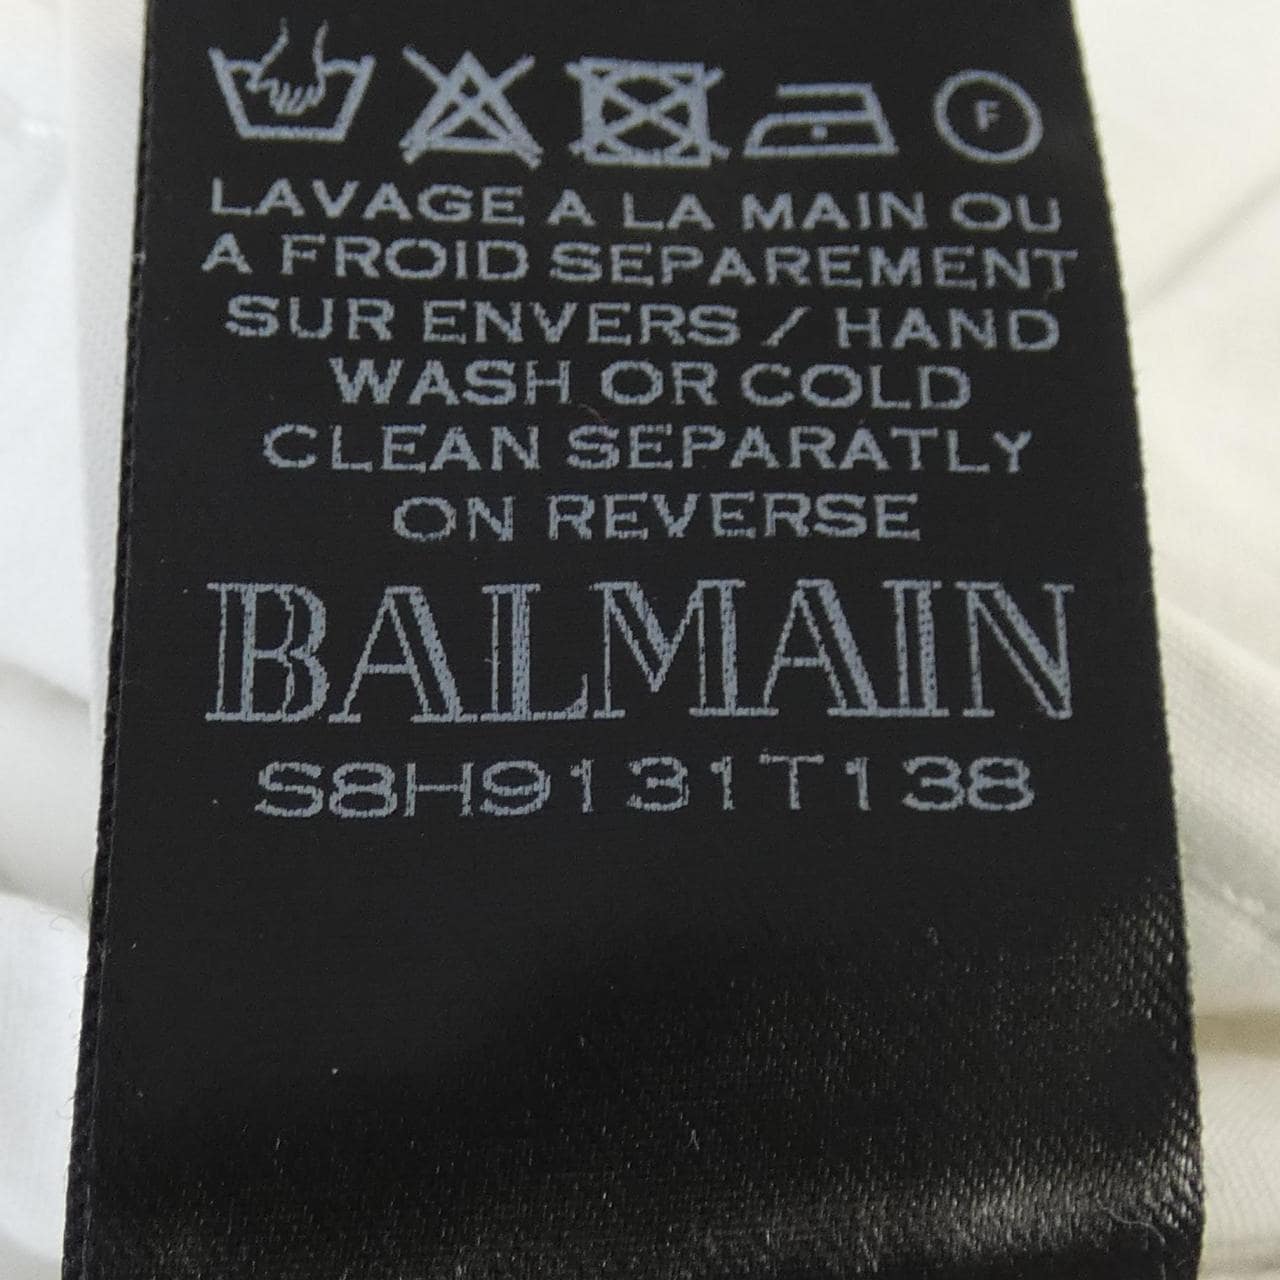 F
LAVAGE A LA MAIN OU
A FROID SEPAREMENT
SUR ENVERS / HAND
WASH OR COLD
CLEAN SEPARATLY
ON REVERSE
BALMAIN
S8H9131T138